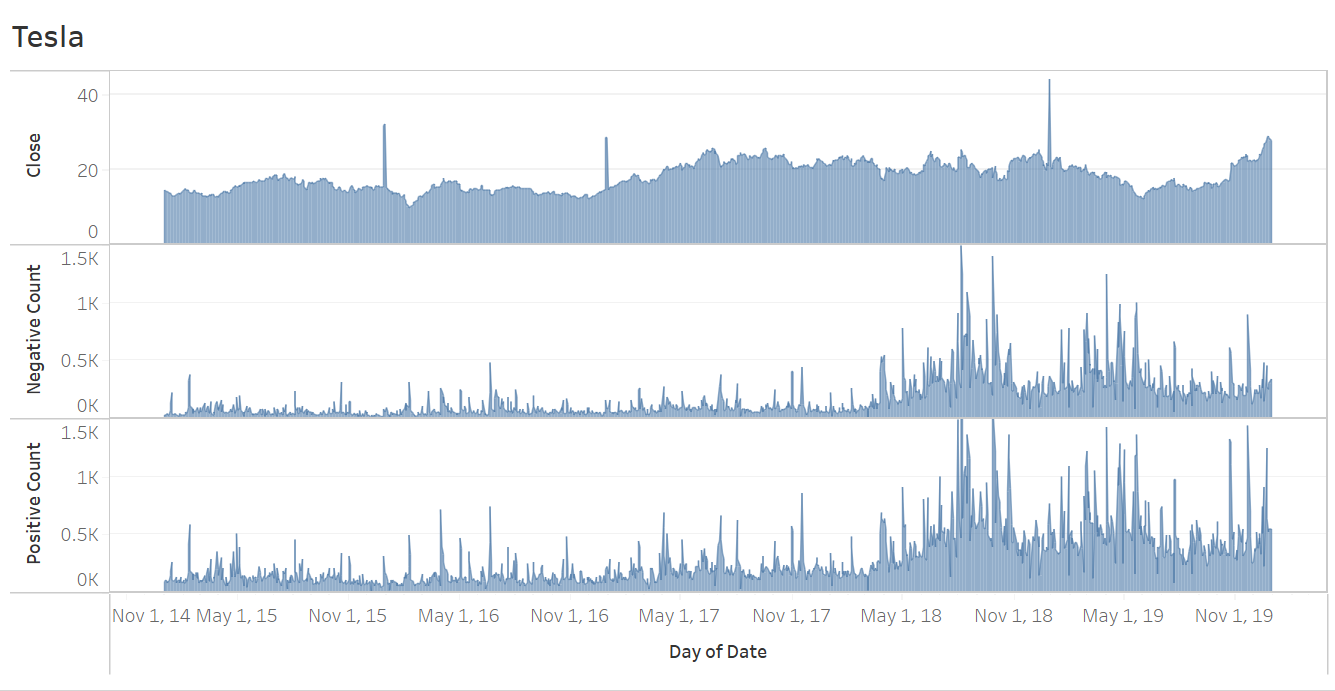 Tesla
Close
40
20
0
Negative Count
1.5K
1K
0.5K
0K
Positive Count
1.5K
1K
0.5K
0K
Nov 1, 14 May 1, 15 Nov 1, 15 May 1, 16 Nov 1, 16 May 1, 17 Nov 1, 17 May 1, 18 Nov 1, 18 May 1, 19 Nov 1, 19
Day of Date